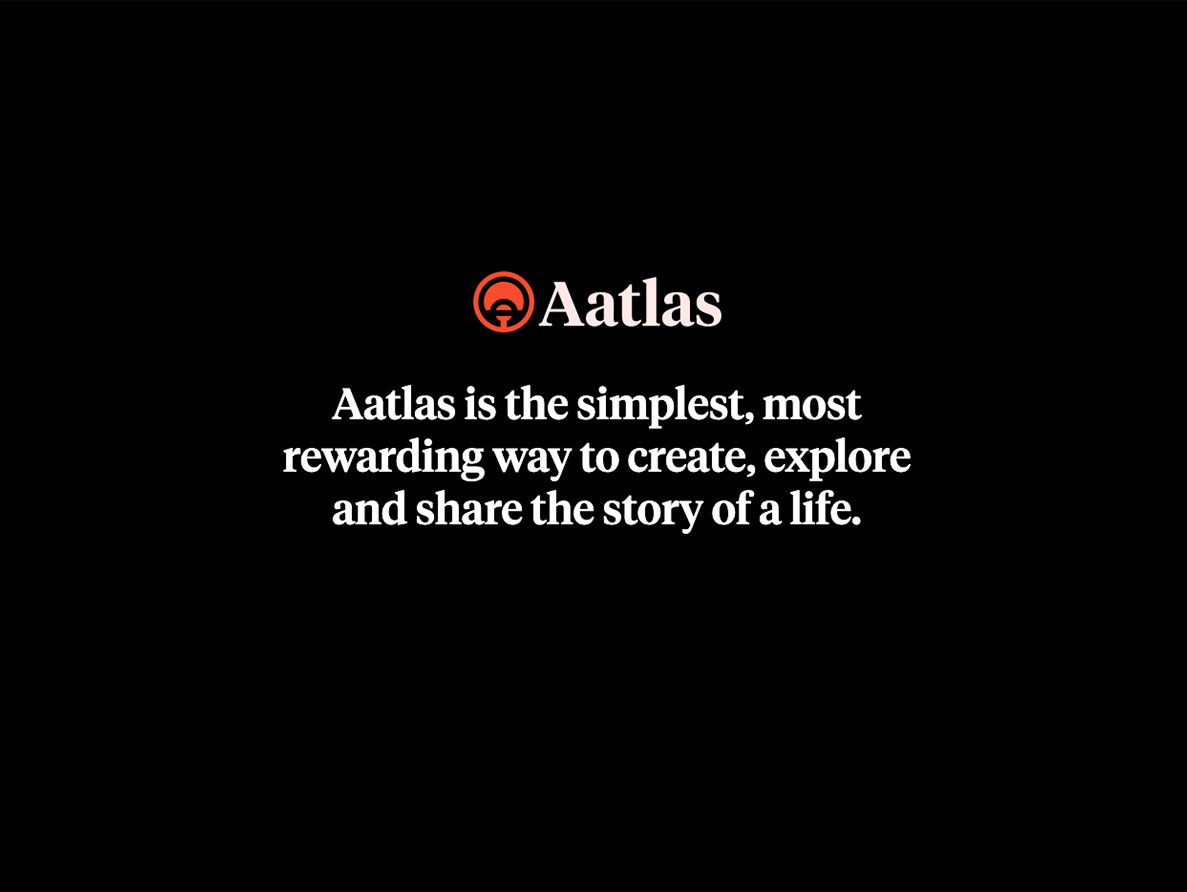 Aatlas
Aatlas is the simplest, most
rewarding way to create, explore
and share the story of a life.